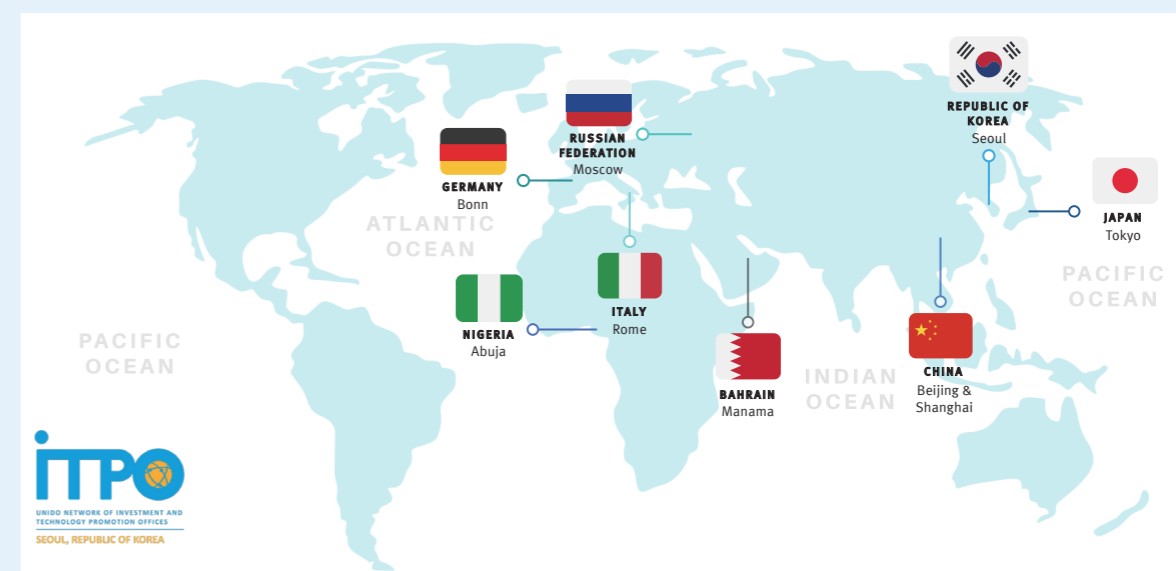 REPUBLIC OF
KOREA
Seoul
RUSSIAN
FEDERATION
Moscow
GERMANY
Bonn
ATLANTIC
OCEAN
JAPAN
Tokyo
PACIFIC
OCEAN
ITALY
Rome
NIGERIA
Abuja
PACIFIC
OCEAN
BAHRAIN
Manama
INDIAN
OCEAN
CHINA
Beijing &
Shanghai
iTPO
UNIDO NETWORK OF INVESTMENT AND
TECHNOLOGY PROMOTION OFFICES
SEOUL, REPUBLIC OF KOREA